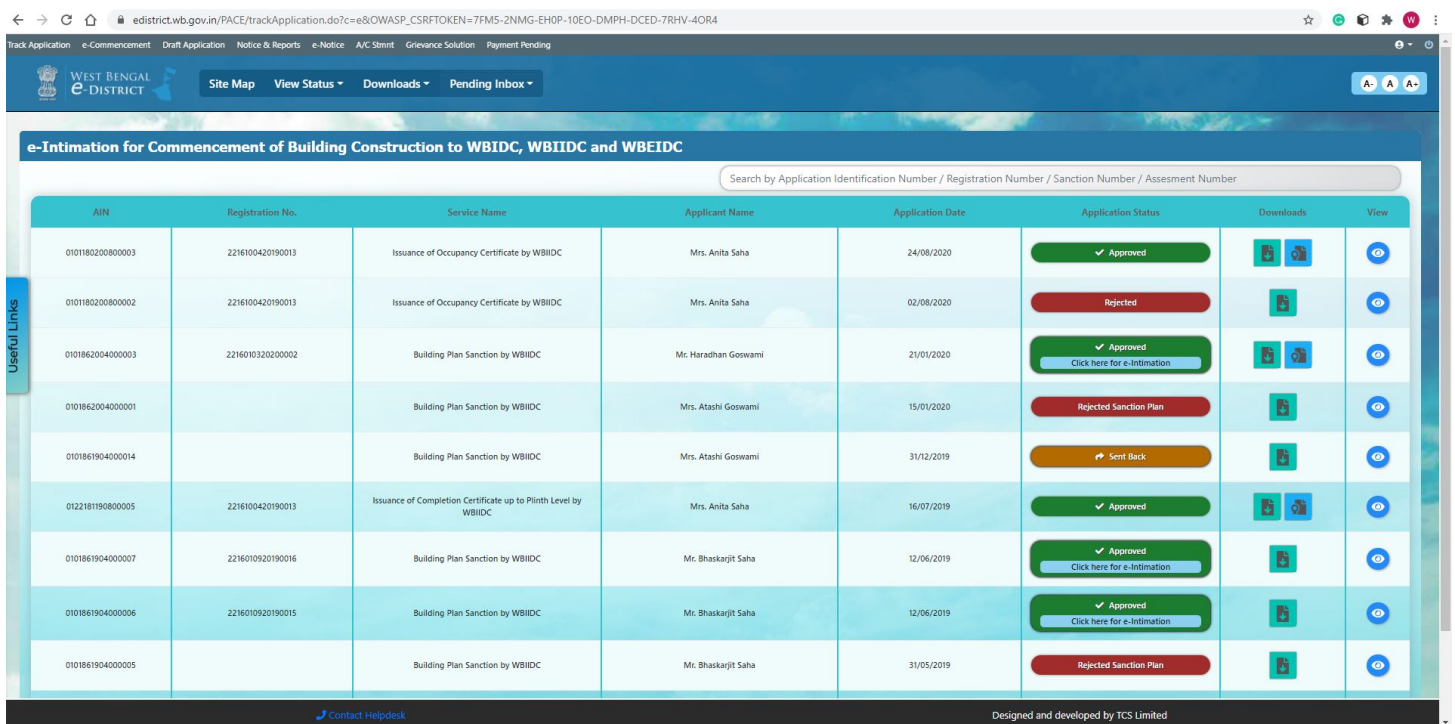 edistrict.wb.gov.in/PACE/trackApplication.do?c=e&OWASP_CSRFTOKEN=7FM5-2NMG-EH0P-10EO-DMPH-DCED-7RHV-4OR4
W
Track Application e-Commencement Draft Application Notice & Reports e-Notice A/C Stmnt Grievance Solution Payment Pending
WEST BENGAL
e-DISTRICT
Site Map View Status Downloads Pending Inbox
A- A A+
e-Intimation for Commencement of Building Construction to WBIDC, WBIIDC and WBEIDC
Search by Application Identification Number / Registration Number / Sanction Number / Assesment Number
AIN Registration No. Service Name Applicant Name Application Date Application Status Downloads View
0101180200800003 2216100420190013 Issuance of Occupancy Certificate by WBIIDC Mrs. Anita Saha 24/08/2020 Approved
0101180200800002 2216100420190013 Issuance of Occupancy Certificate by WBIIDC Mrs. Anita Saha 02/08/2020 Rejected
Useful Links
0101862004000003 2216010320200002 Building Plan Sanction by WBIIDC Mr. Haradhan Goswami 21/01/2020 Approved
Click here for e-Intimation
0101862004000001 Building Plan Sanction by WBIIDC Mrs. Atashi Goswami 15/01/2020 Rejected Sanction Plan
0101861904000014 Building Plan Sanction by WBIIDC Mrs. Atashi Goswami 31/12/2019 Sent Back
0122181190800005 2216100420190013 Issuance of Completion Certificate up to Plinth Level by
WBIIDC Mrs. Anita Saha 16/07/2019 Approved
0101861904000007 2216010920190016 Building Plan Sanction by WBIIDC Mr. Bhaskarjit Saha 12/06/2019 Approved
Click here for e-Intimation
0101861904000006 2216010920190015 Building Plan Sanction by WBIIDC Mr. Bhaskarjit Saha 12/06/2019 Approved
Click here for e-Intimation
0101861904000005 Building Plan Sanction by WBIIDC Mr. Bhaskarjit Saha 31/05/2019 Rejected Sanction Plan
Contact Helpdesk Designed and developed by TCS Limited